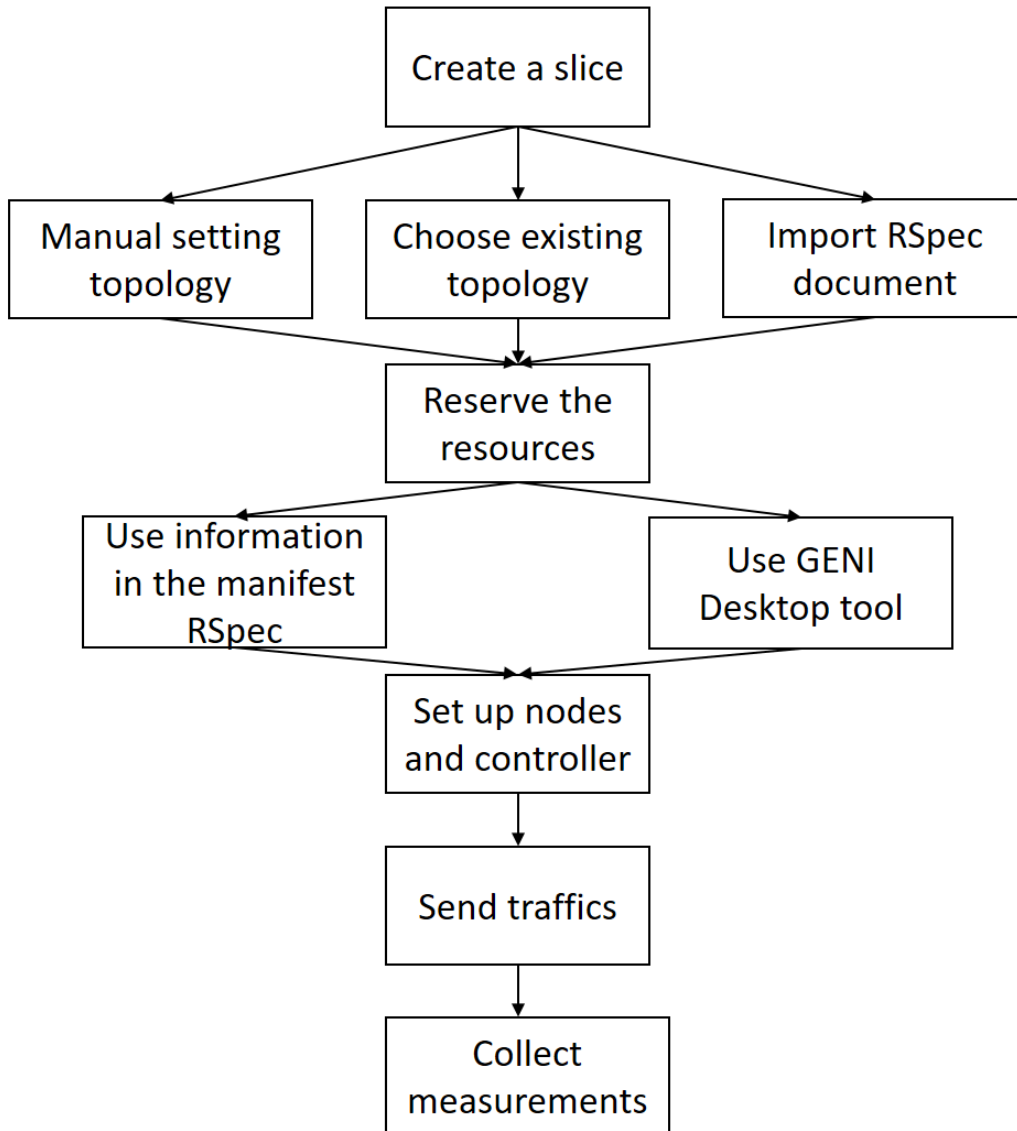 Create a slice
Manual setting
topology
Choose existing
topology
Import RSpec
document
Reserve the
resources
Use information
in the manifest
RSpec
Use GENI
Desktop tool
Set up nodes
and controller
Send traffics
Collect
measurements